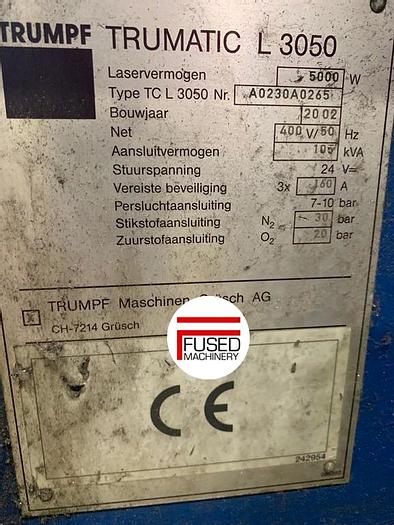 TRUMPF TRUMATIC L 3050
Laservermogen 5000 W
Type TC L 3050 Nr. A0230A0265
Bouwjaar 2002
Net 400 V/50 Hz
Aansluitvermogen 105 kVA
Stuurspanning 24 V=
Vereiste beveiliging 3x 160 A
Persluchtaansluiting 7-10 bar
Stikstofaansluiting N2 30 bar
Zuurstofaansluiting O2 20 bar
x TRUMPF Maschinen Grüsch AG
CH-7214 Grüsch
FUSED
MACHINERY
CE
242954